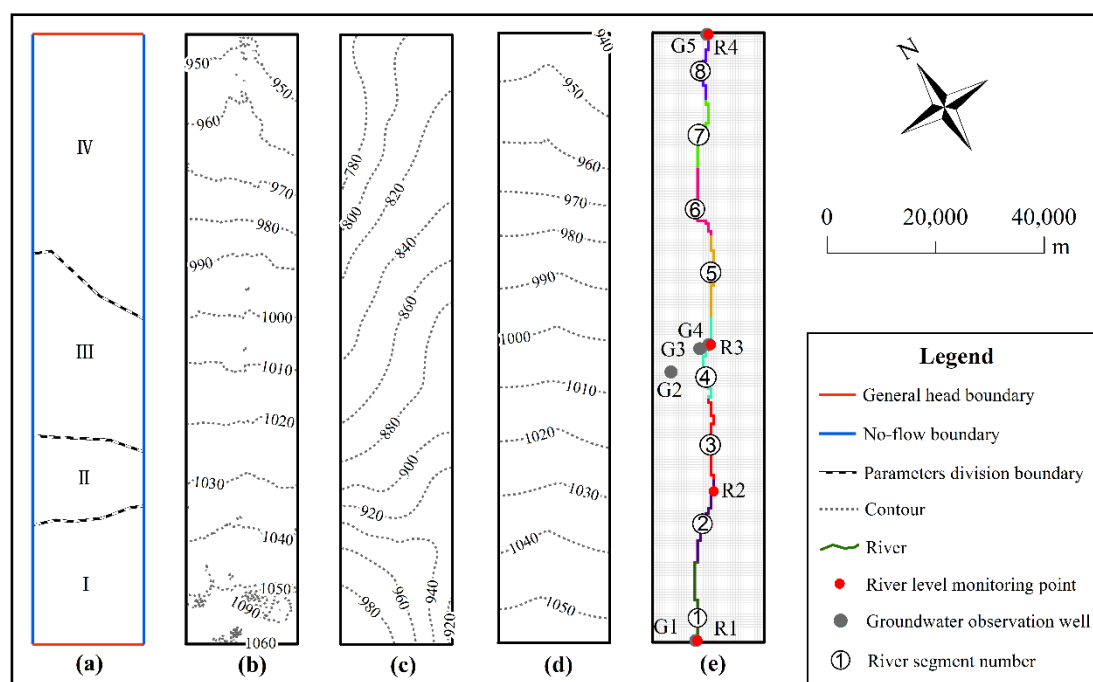 Ⅳ
Ⅲ
Ⅱ
Ⅰ
(a)
950
950
960
970
980
990
1000
1010
1020
1030
1040
1050
1090
1060
(b)
780
800
820
840
860
880
900
920
980
960
940
920
(c)
940
950
960
970
980
990
1000
1010
1020
1030
1040
1050
(d)
G5 R4
8
7
6
5
G4
G3 R3
G2 4
3
R2
2
1
G1 R1
(e)
N
0 20,000 40,000
m
Legend
General head boundary
No-flow boundary
Parameters division boundary
Contour
River
River level monitoring point
Groundwater observation well
1 River segment number